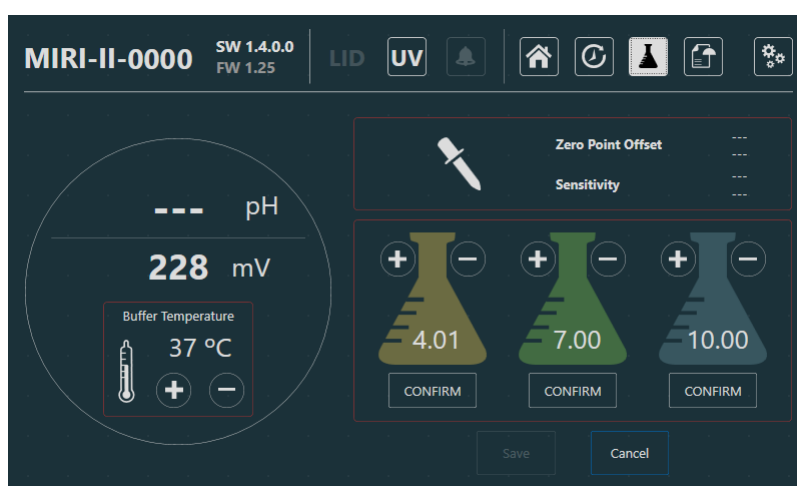 MIRI-II-0000
SW 1.4.0.0
FW 1.25
LID
UV
Zero Point Offset
---
---
Sensitivity
---
---
--- pH
228 mV
Buffer Temperature
37 ºC
+ −
+ −
4.01
CONFIRM
+ −
7.00
CONFIRM
+ −
10.00
CONFIRM
Save
Cancel